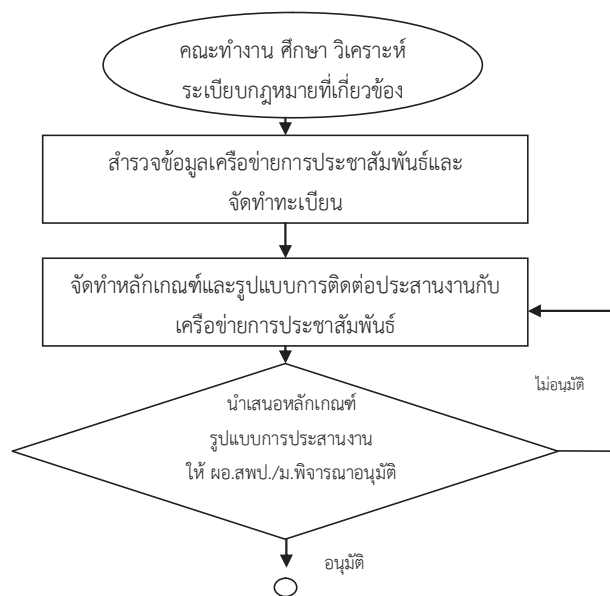 คณะทำงาน ศึกษา วิเคราะห์
ระเบียบกฎหมายที่เกี่ยวข้อง
สำรวจข้อมูลเครือข่ายการประชาสัมพันธ์และ
จัดทำทะเบียน
จัดทำหลักเกณฑ์และรูปแบบการติดต่อประสานงานกับ
เครือข่ายการประชาสัมพันธ์
ไม่อนุมัติ
นำเสนอหลักเกณฑ์
รูปแบบการประสานงาน
ให้ ผอ.สพป./ม.พิจารณาอนุมัติ
อนุมัติ